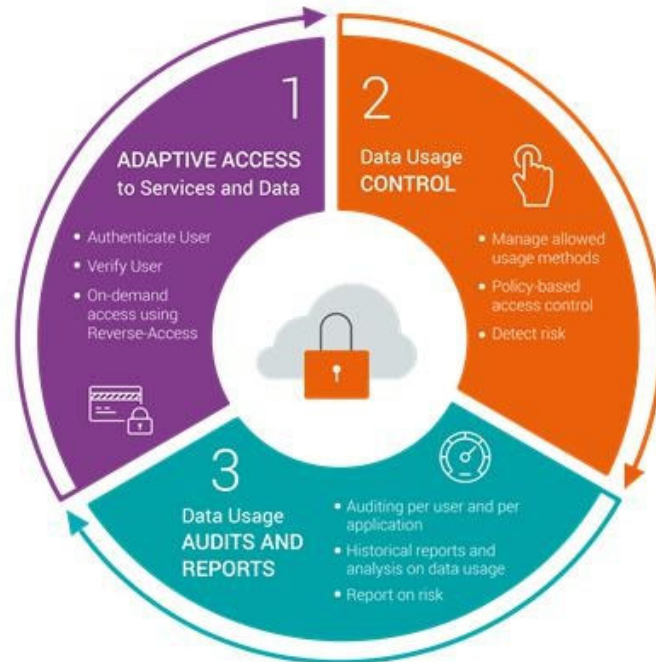 1
ADAPTIVE ACCESS
to Services and Data
• Authenticate User
• Verify User
• On-demand
access using
Reverse-Access
2
Data Usage
CONTROL
• Manage allowed
usage methods
• Policy-based
access control
• Detect risk
3
Data Usage
AUDITS AND
REPORTS
• Auditing per user and per
application
• Historical reports and
analysis on data usage
• Report on risk